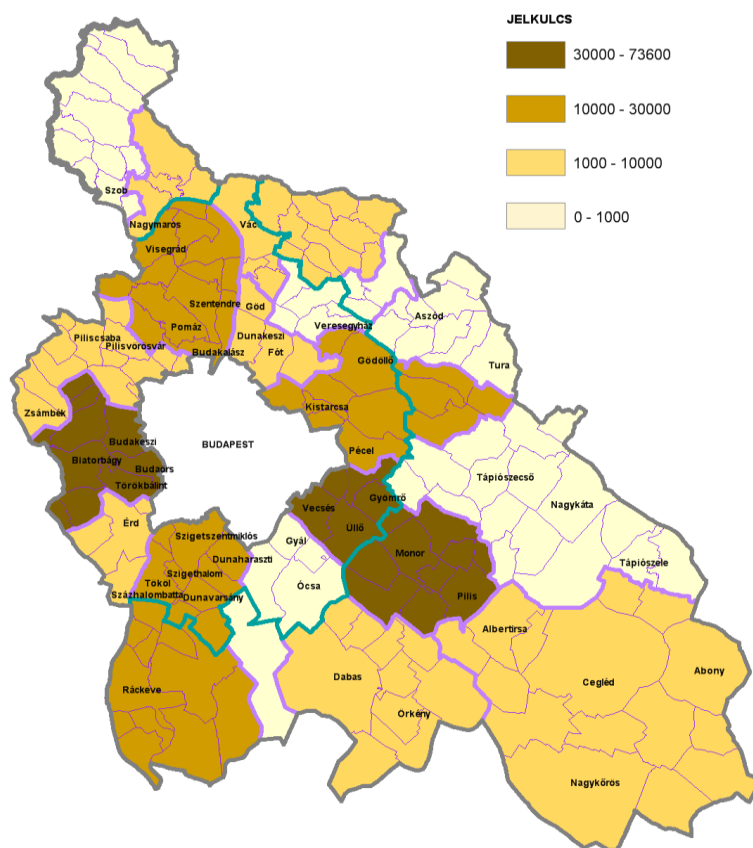 JELKULCS
30000 - 73600
10000 - 30000
1000 - 10000
0 - 1000
Szob
Nagymaros
Vác
Visegrád
Szentendre
Göd
Aszód
Pomáz
Veresegyház
Piliscsaba
Pilisvorosvár
Dunakeszi
Budakalász
Fót
Gödöllő
Tura
Zsámbék
Kistarcsa
Budakeszi
BUDAPEST
Pécel
Biatorbágy
Budaors
Törökbálint
Tápiószecső
Gyömrő
Nagykáta
Vecsés
Érd
Üllő
Szigetszentmiklós
Gyál
Monor
Dunaharaszti
Tápiószele
Szigethalom
Tököl
Ócsa
Pilis
Százhalombatta
Dunavarsány
Albertirsa
Abony
Dabas
Cegléd
Ráckeve
Örkény
Nagykőrös